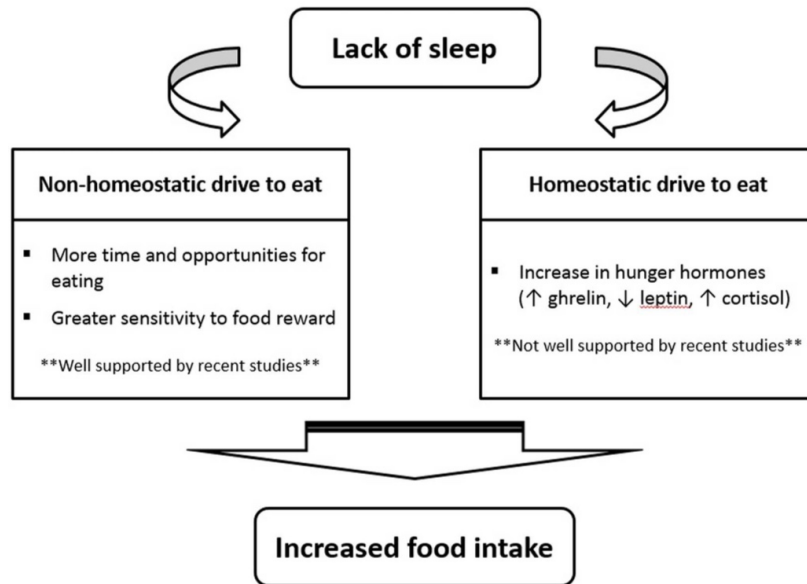 Lack of sleep
Non-homeostatic drive to eat
▪ More time and opportunities for
eating
▪ Greater sensitivity to food reward
**Well supported by recent studies**
Homeostatic drive to eat
▪ Increase in hunger hormones
(↑ ghrelin, ↓ leptin, ↑ cortisol)
**Not well supported by recent studies**
Increased food intake